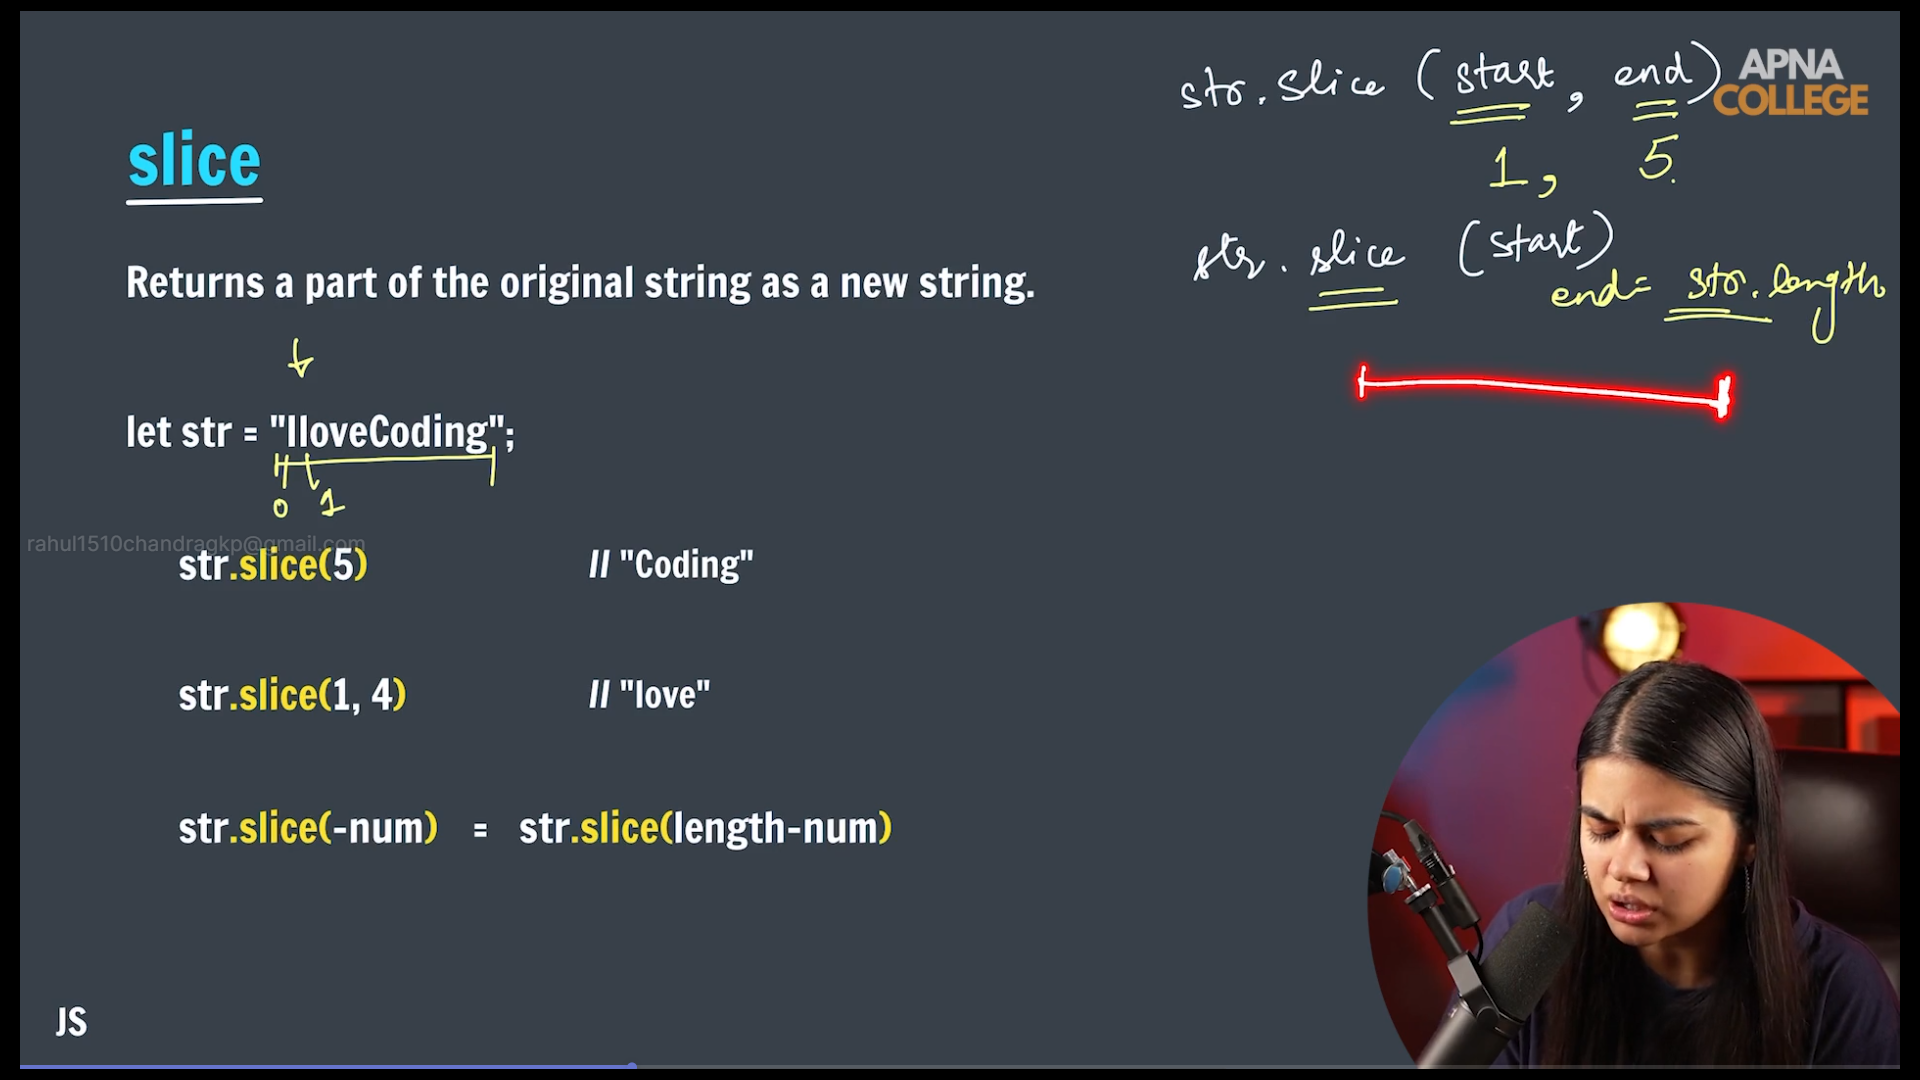 str.slice (start, end)
APNA
COLLEGE
slice
1, 5
Returns a part of the original string as a new string.
str. slice (start)
end= str.length
let str = "IloveCoding";
0 1
rahul1510chandragkp@gmail.com
str.slice(5) // "Coding"
str.slice(1, 4) // "love"
str.slice(-num) = str.slice(length-num)
JS